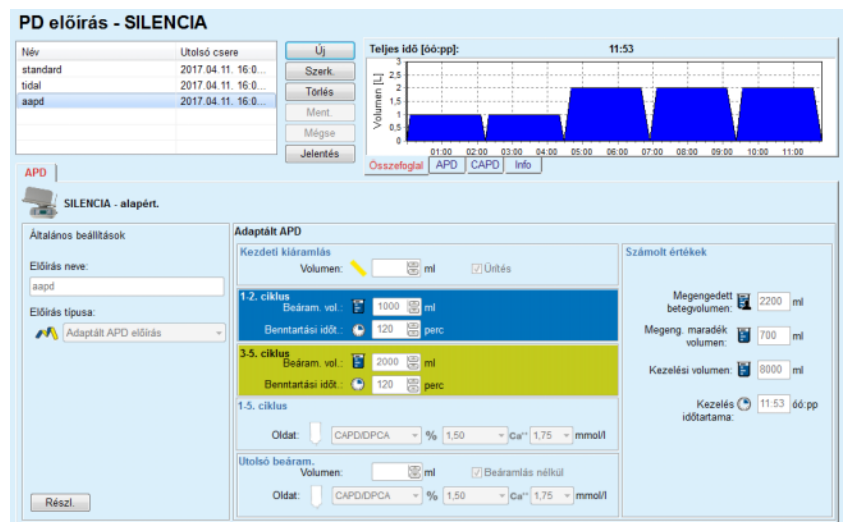 PD előírás - SILENCIA
Név Utolsó csere
standard 2017.04.11. 16:0...
tidal 2017.04.11. 16:0...
aapd 2017.04.11. 16:0...
Új
Szerk.
Törlés
Ment.
Mégse
Jelentés
Teljes idő [óó:pp]: 11:53
Volumen [L]
3
2,5
2
1,5
1
0,5
0
01:00 02:00 03:00 04:00 05:00 06:00 07:00 08:00 09:00 10:00 11:00
Összefoglal APD CAPD Info
APD
SILENCIA - alapért.
Általános beállítások
Előírás neve:
aapd
Előírás típusa:
Adaptált APD előírás
Részl.
Adaptált APD
Kezdeti kiáramlás
Volumen: ml Ürítés
1-2. ciklus
Beáram. vol.: 1000 ml
Benntartási időt.: 120 perc
3-5. ciklus
Beáram. vol.: 2000 ml
Benntartási időt.: 120 perc
1-5. ciklus
Oldat: CAPD/DPCA % 1,50 Ca⁺⁺ 1,75 mmol/l
Utolsó beáram.
Volumen: ml Beáramlás nélkül
Oldat: CAPD/DPCA % 1,50 Ca⁺⁺ 1,75 mmol/l
Számolt értékek
Megengedett
betegvolumen: 2200 ml
Megeng. maradék
volumen: 700 ml
Kezelési volumen: 8000 ml
Kezelés 11:53 óó:pp
időtartama: